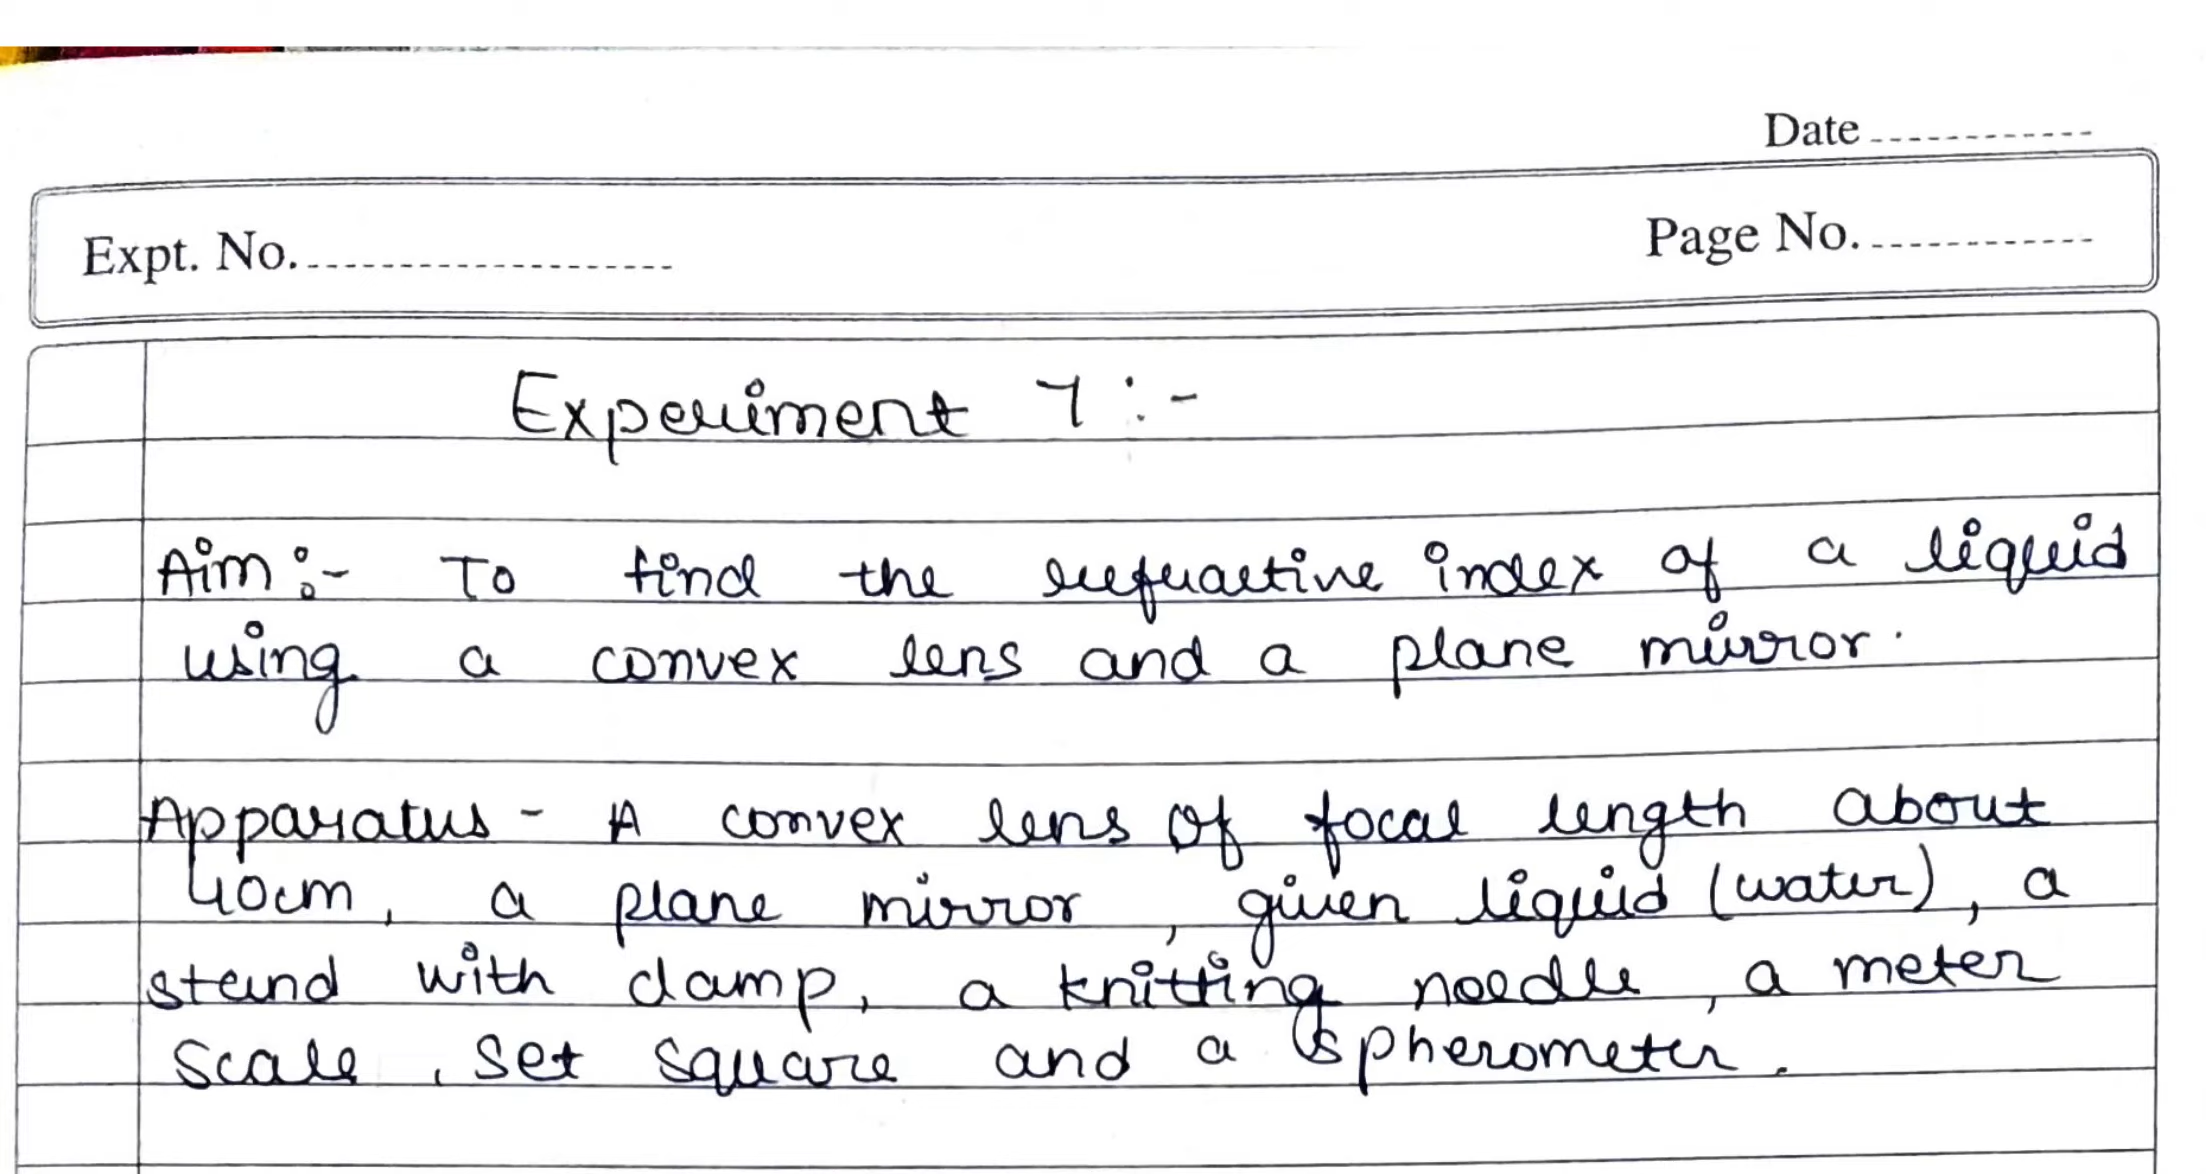 Date ............
Expt. No. .....................
Page No. .............
Experiment 7 :-
Aim :- To find the refractive index of a liquid
using a convex lens and a plane mirror.
Apparatus - A convex lens of focal length about
40cm, a plane mirror, given liquid (water), a
stand with clamp, a knitting needle, a meter
scale, set square and a spherometer.